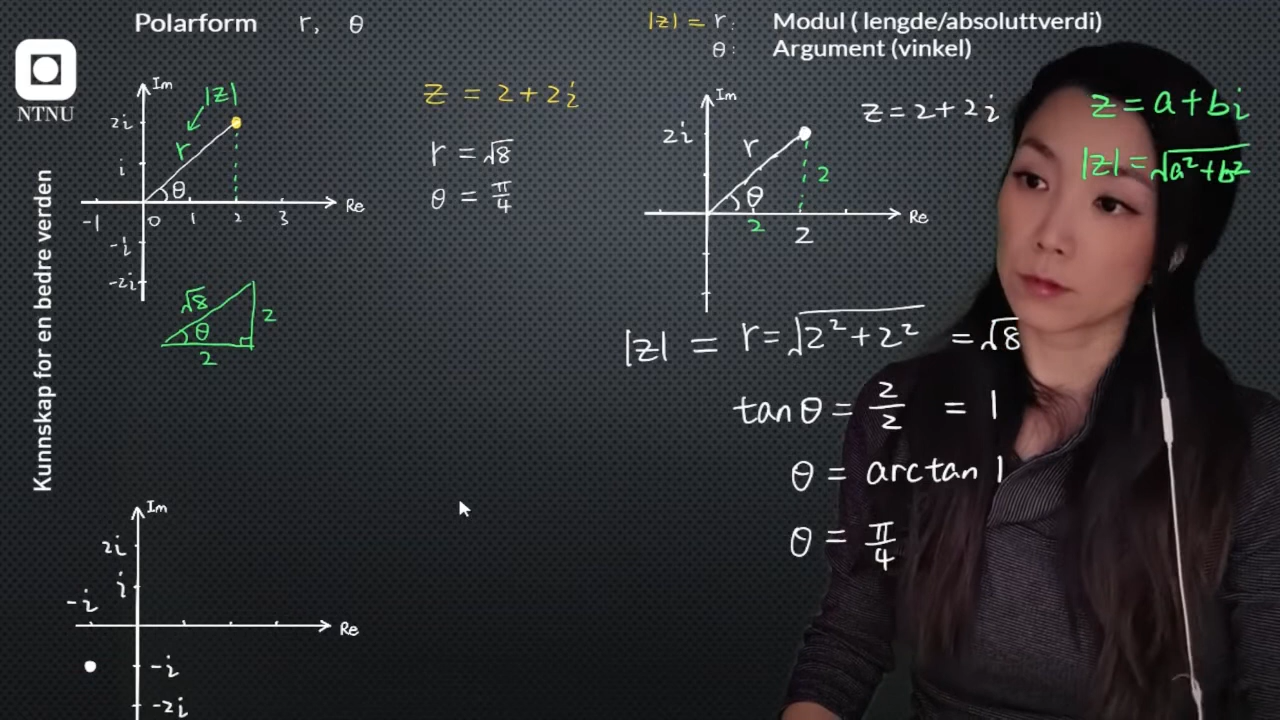 Polarform r, θ
|z| = r: Modul ( lengde/absoluttverdi)
θ: Argument (vinkel)
NTNU
Kunnskap for en bedre verden
Im
|z|
2i
r
i
θ
-1 0 1 2 3 Re
-i
-2i
√8
θ
2
2
z = 2 + 2i
r = √8
θ = π/4
Im
2i
z = 2 + 2i
r
2
θ
2
2
Re
z = a + bi
|z| = √a² + b²
|z| = r = √2² + 2² = √8
tan θ = 2/2 = 1
θ = arctan 1
θ = π/4
Im
2i
i
-i
Re
-i
-2i